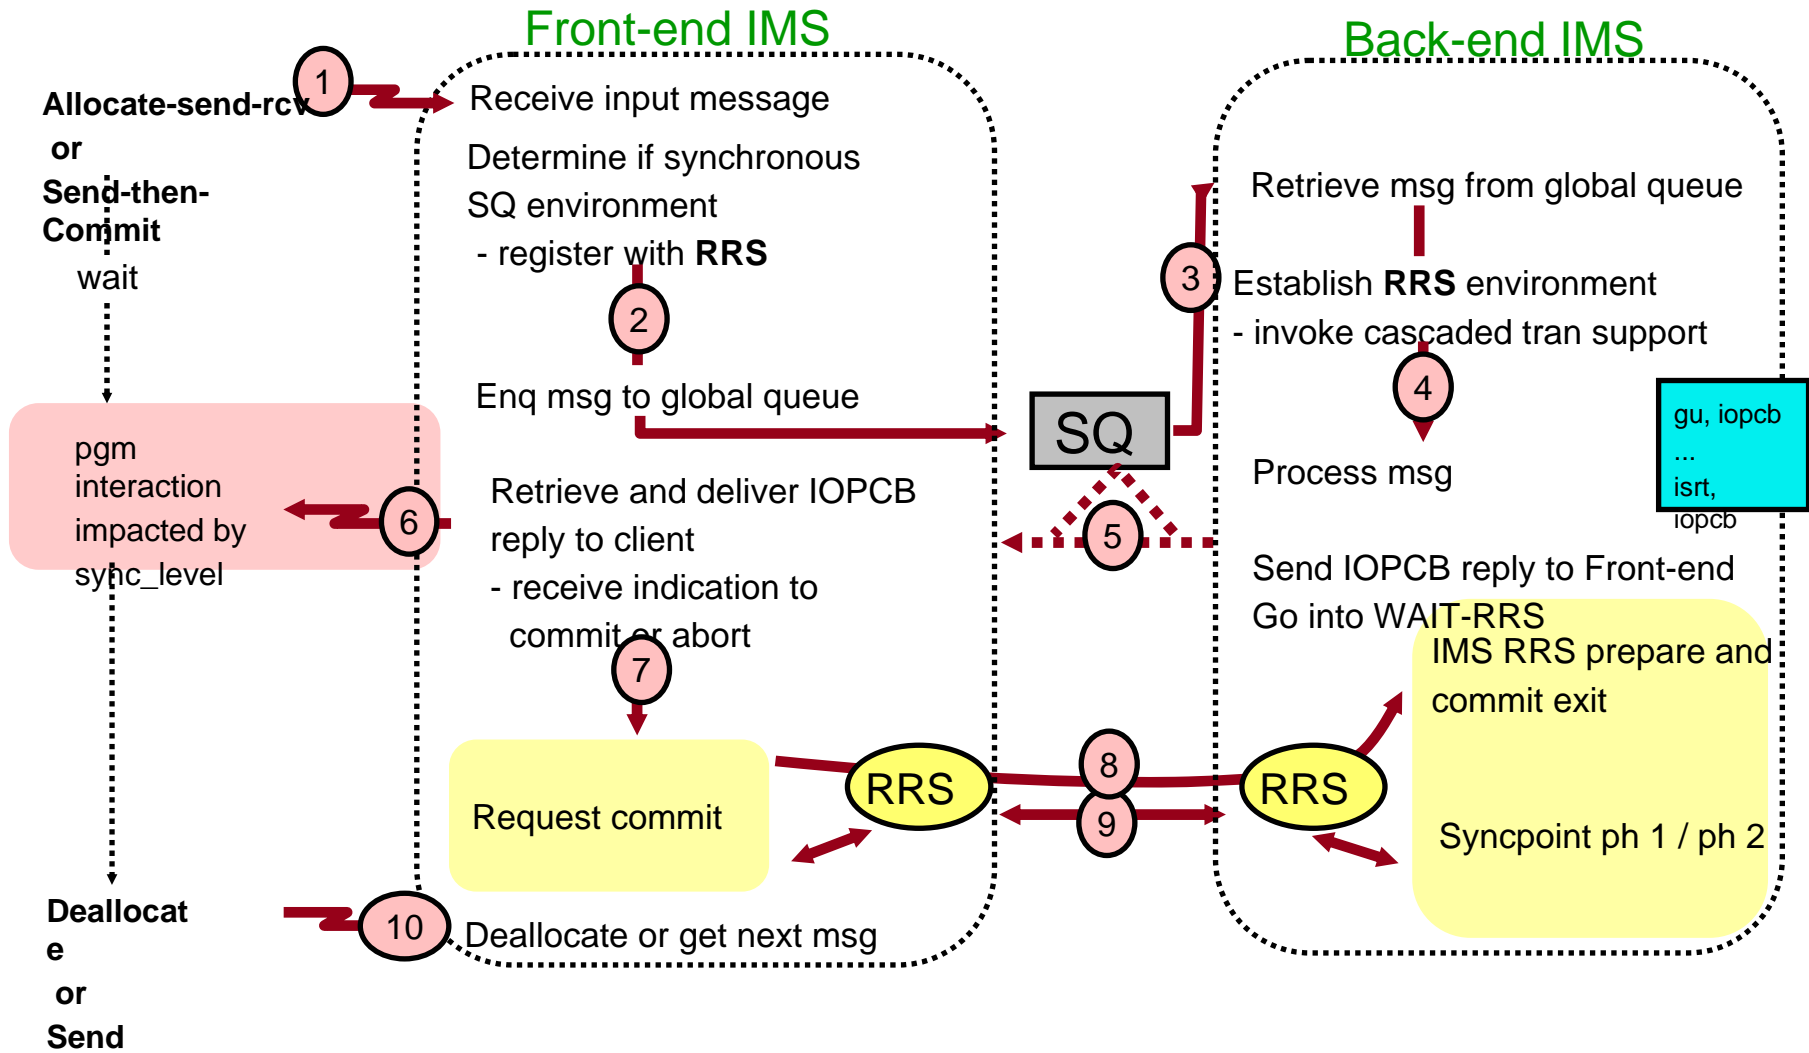 Front-end IMS
Back-end IMS
1
Allocate-send-rcv
or
Send-then-
Commit
wait
pgm
interaction
impacted by
sync_level
Deallocat
e
or
Send
Receive input message
Determine if synchronous
SQ environment
- register with RRS
2
Enq msg to global queue
Retrieve and deliver IOPCB
reply to client
- receive indication to
commit or abort
6
7
Request commit
RRS
10
Deallocate or get next msg
SQ
3
5
8
9
Retrieve msg from global queue
Establish RRS environment
- invoke cascaded tran support
4
Process msg
gu, iopcb
...
isrt,
iopcb
Send IOPCB reply to Front-end
Go into WAIT-RRS
IMS RRS prepare and
commit exit
RRS
Syncpoint ph 1 / ph 2